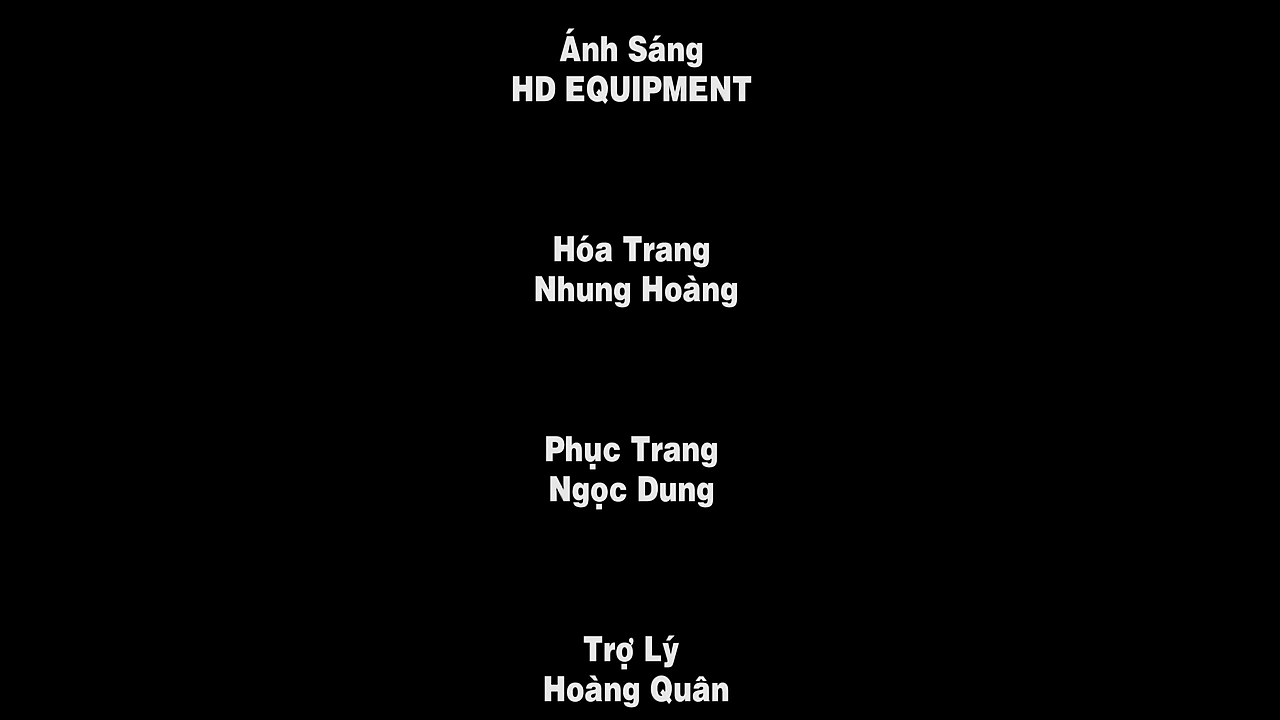 Ánh Sáng
HD EQUIPMENT
Hóa Trang
Nhung Hoàng
Phục Trang
Ngọc Dung
Trợ Lý
Hoàng Quân